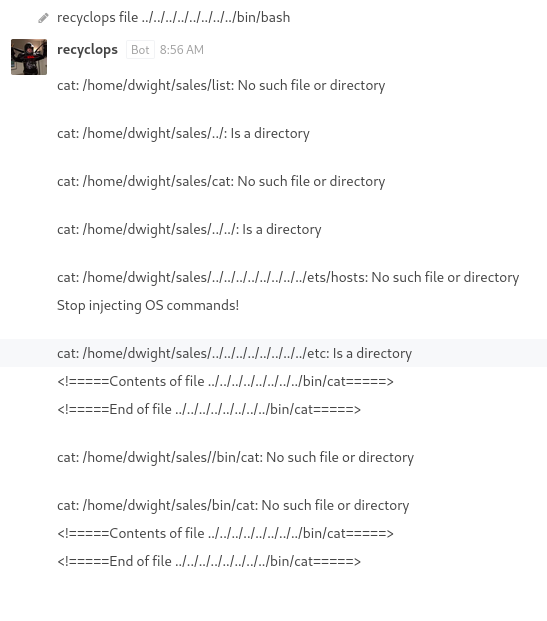 recyclops file ../../../../../../../../bin/bash
recyclops Bot 8:56 AM
cat: /home/dwight/sales/list: No such file or directory
cat: /home/dwight/sales/../: Is a directory
cat: /home/dwight/sales/cat: No such file or directory
cat: /home/dwight/sales/../../: Is a directory
cat: /home/dwight/sales/../../../../../../../../ets/hosts: No such file or directory
Stop injecting OS commands!
cat: /home/dwight/sales/../../../../../../../../etc: Is a directory
<!=====Contents of file ../../../../../../../../bin/cat=====>
<!=====End of file ../../../../../../../../bin/cat=====>
cat: /home/dwight/sales//bin/cat: No such file or directory
cat: /home/dwight/sales/bin/cat: No such file or directory
<!=====Contents of file ../../../../../../../../bin/cat=====>
<!=====End of file ../../../../../../../../bin/cat=====>